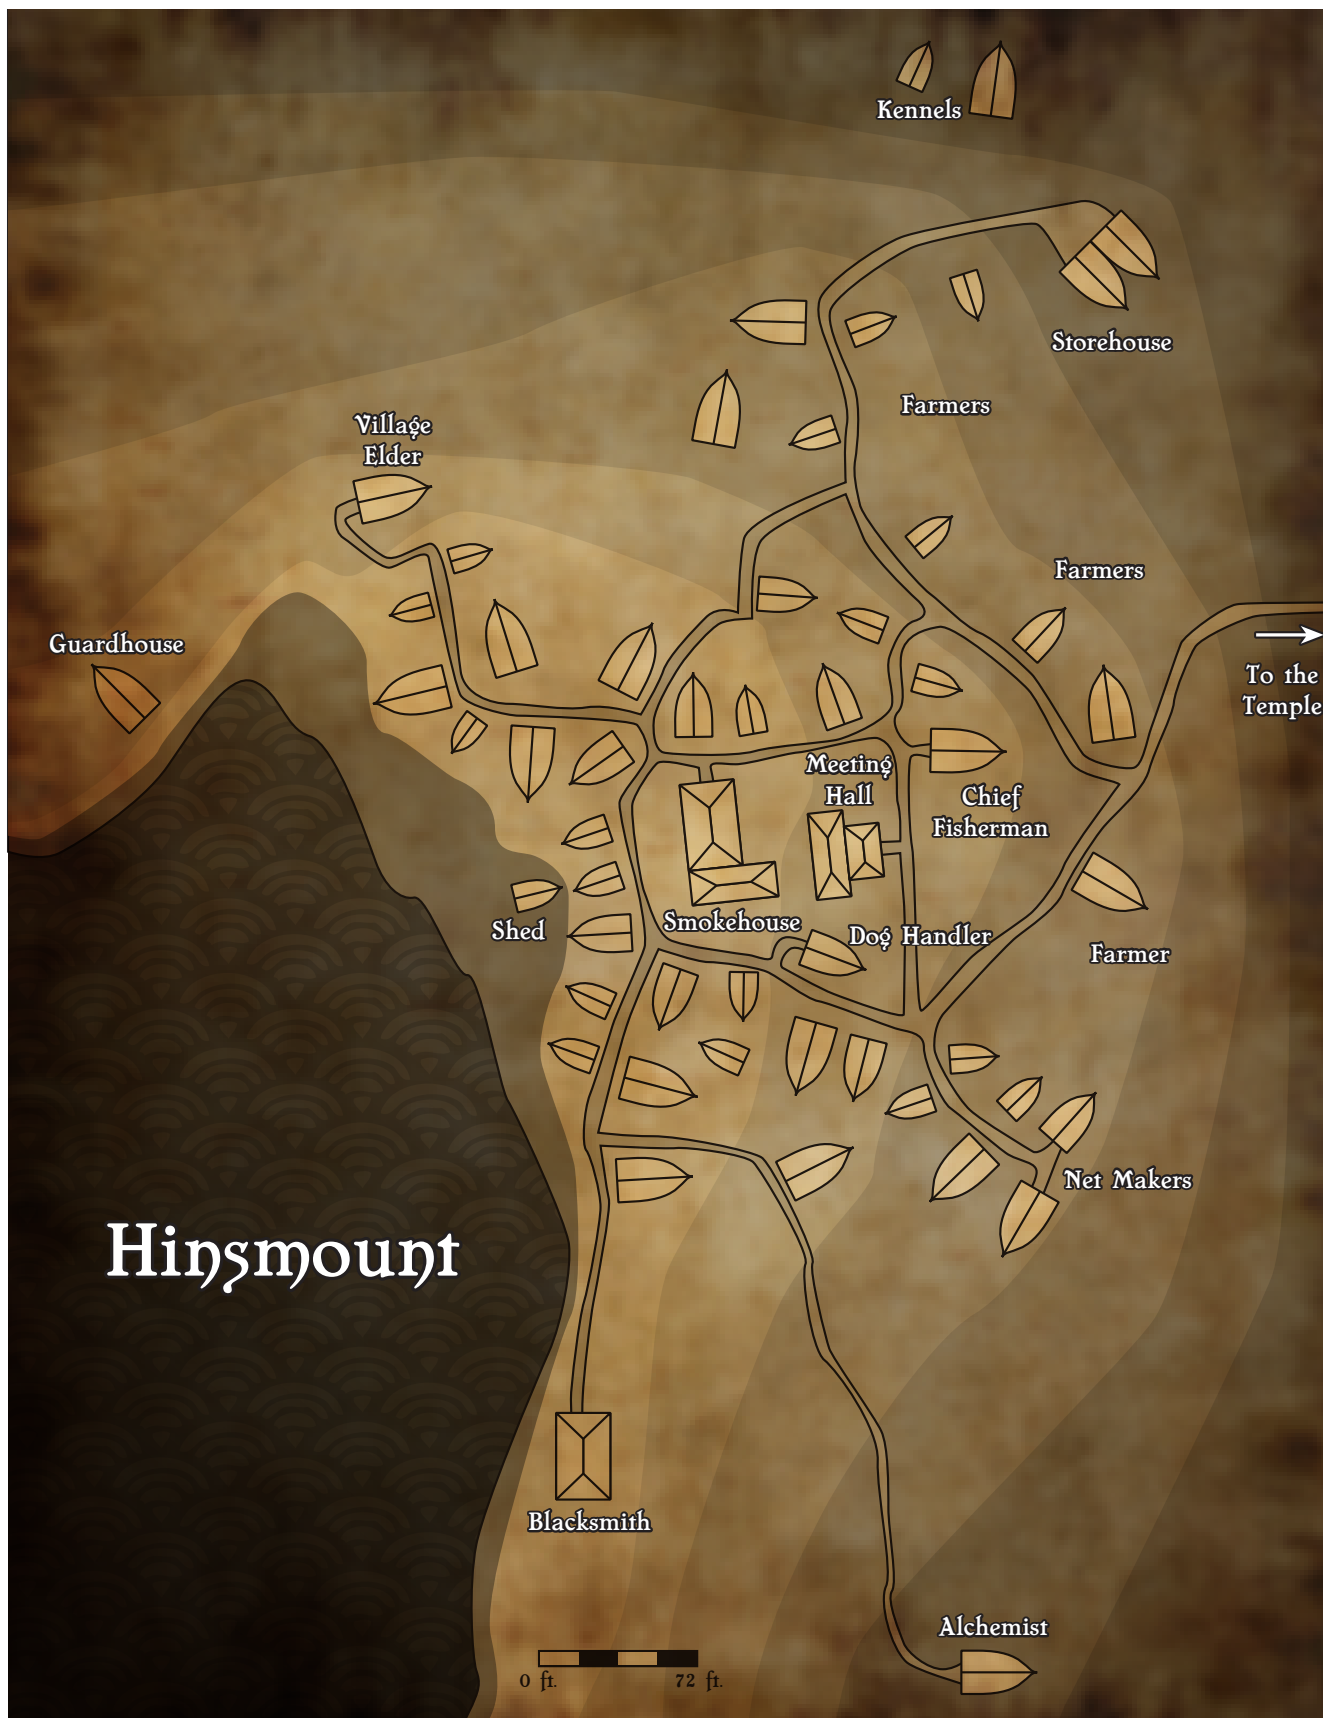 Kennels
Storehouse
Farmers
Village
Elder
Farmers
Guardhouse
To the
Temple
Meeting
Hall
Chief
Fisherman
Smokehouse
Shed
Dog Handler
Farmer
Net Makers
Hinsmount
Blacksmith
Alchemist
0 ft.
72 ft.